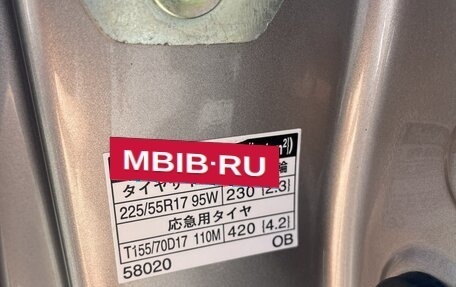 MBIB·RU
輪
タイヤサイ
225/55R17 95W 230 {2.3}
応急用タイヤ
T155/70D17 110M 420 {4.2}
58020 OB